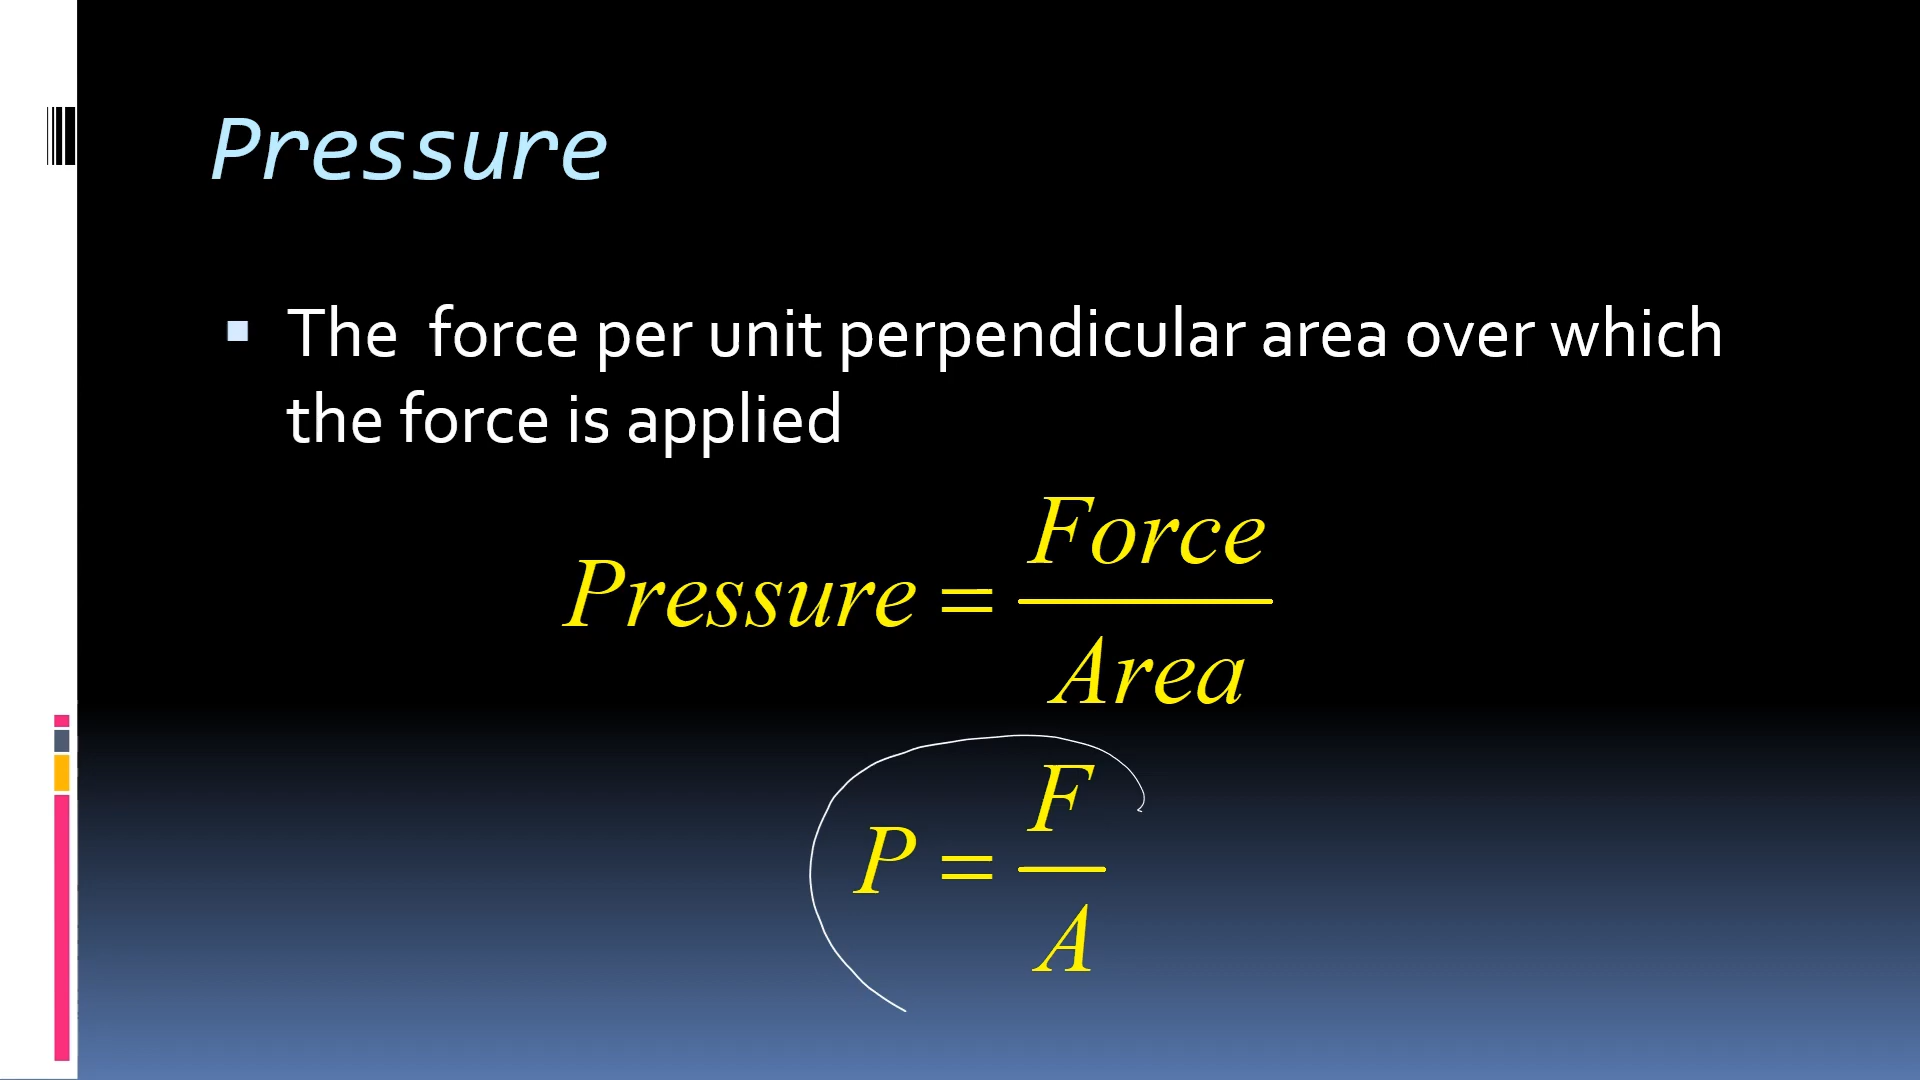 Pressure
The force per unit perpendicular area over which
the force is applied
Pressure = Force / Area
P = F / A